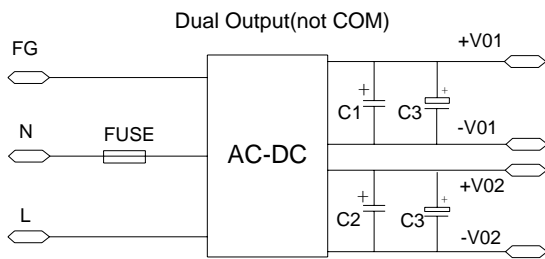 Dual Output(not COM)
FG
+V01
+
+
C1
C3
N
FUSE
-V01
AC-DC
+V02
+
+
L
C2
C3
-V02